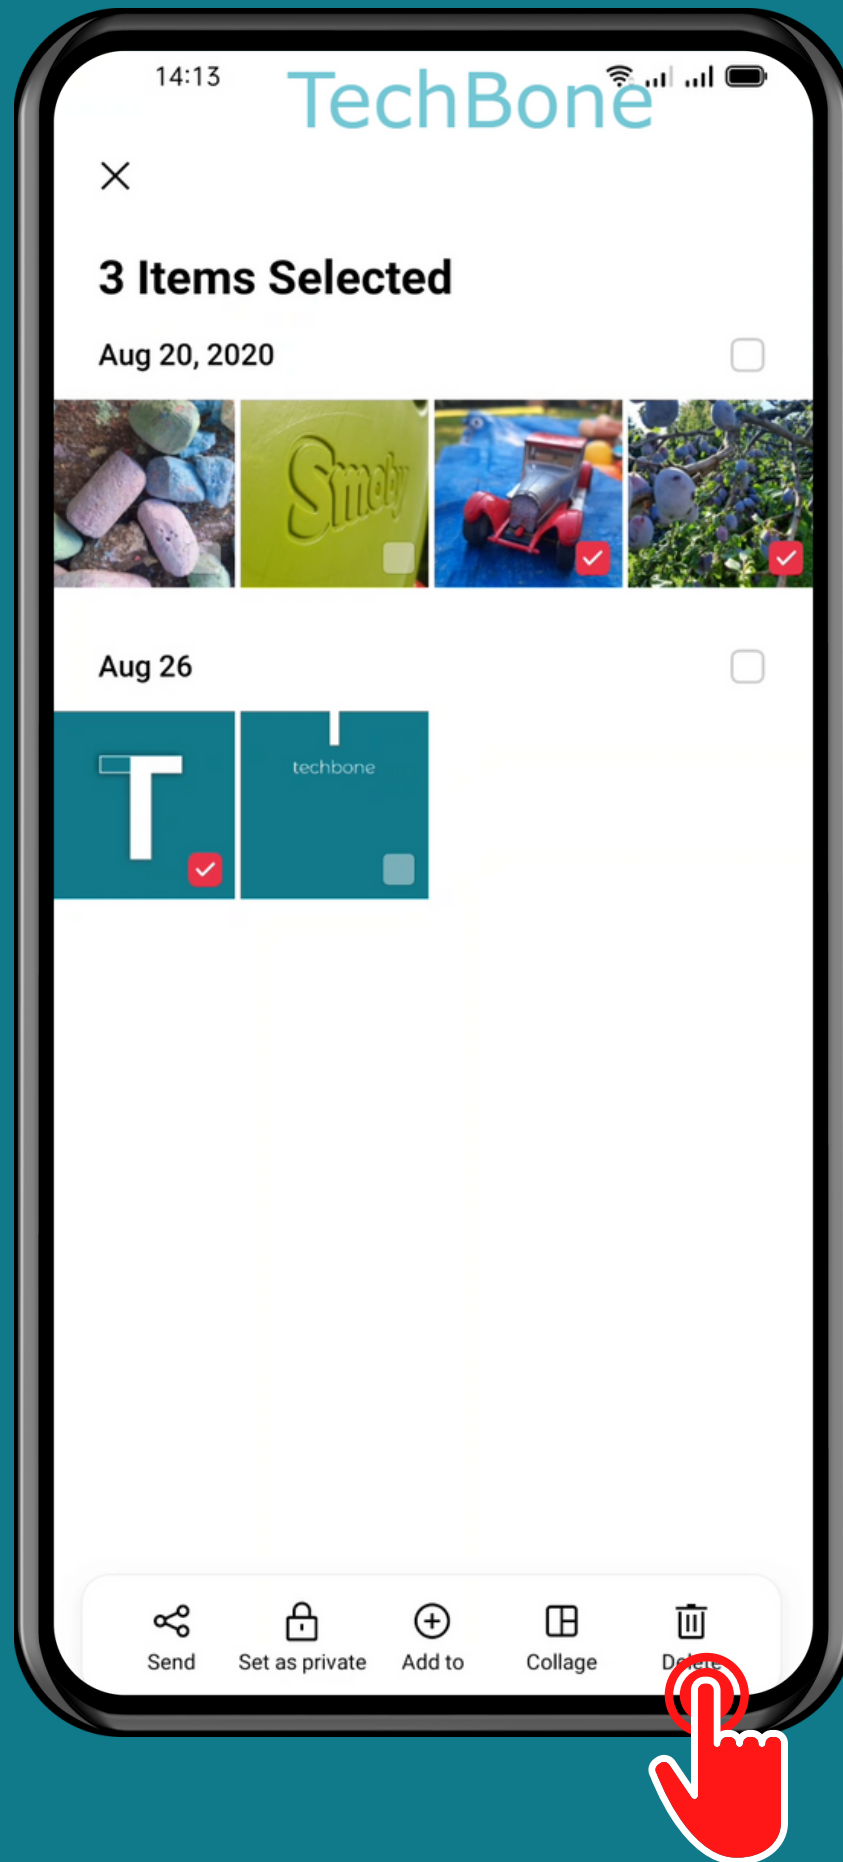 14:13
TechBone
3 Items Selected
Aug 20, 2020
Smoby
Aug 26
T
techbone
Send Set as private Add to Collage Delete